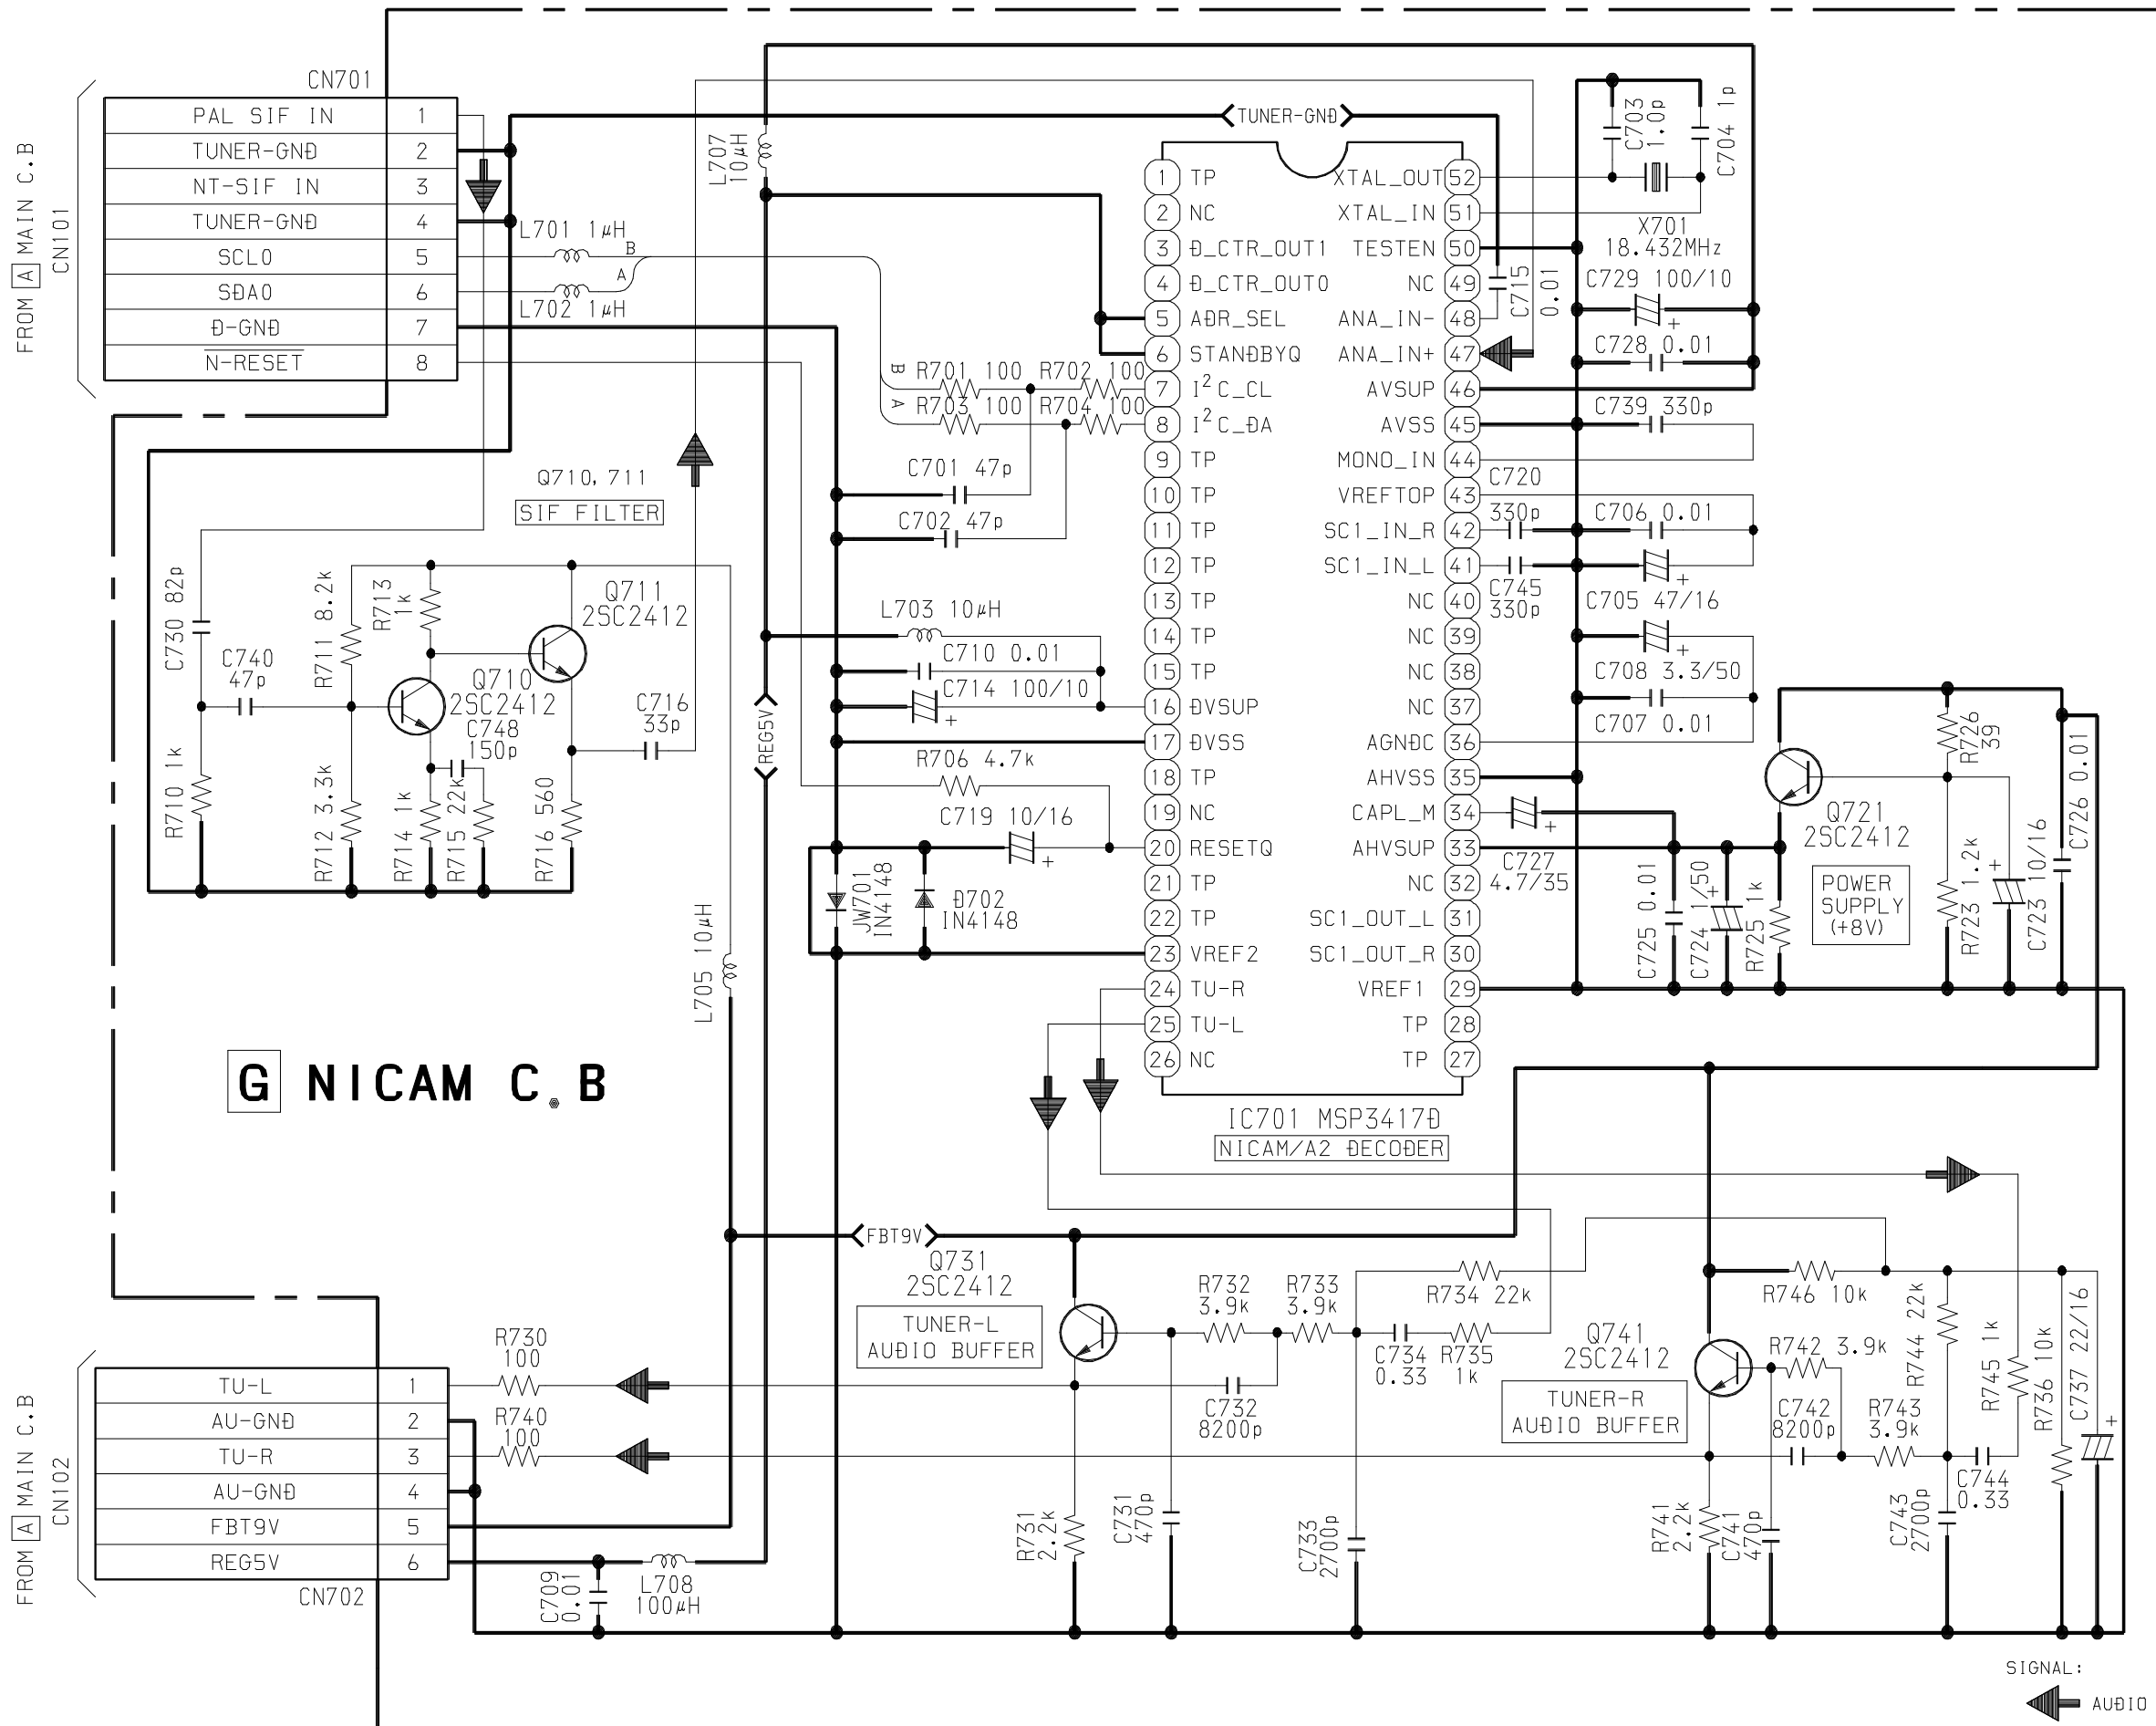 CN701
FROM A MAIN C.B
CN101
PAL SIF IN 1
TUNER-GND 2
NT-SIF IN 3
TUNER-GND 4
SCL0 5
SDA0 6
D-GND 7
N-RESET 8
L701 1μH
B
A
L702 1μH
L707
10μH
TUNER-GND
C703
1.0p
C704 1p
X701
18.432MHz
C715
0.01
C729 100/10
+
C728 0.01
C739 330p
C720
330p
C706 0.01
+
C745
330p
C705 47/16
+
C708 3.3/50
C707 0.01
1 TP
2 NC
3 D_CTR_OUT1
4 D_CTR_OUT0
5 ADR_SEL
6 STANDBYQ
7 I²C_CL
8 I²C_DA
9 TP
10 TP
11 TP
12 TP
13 TP
14 TP
15 TP
16 DVSUP
17 DVSS
18 TP
19 NC
20 RESETQ
21 TP
22 TP
23 VREF2
24 TU-R
25 TU-L
26 NC
XTAL_OUT 52
XTAL_IN 51
TESTEN 50
NC 49
ANA_IN- 48
ANA_IN+ 47
AVSUP 46
AVSS 45
MONO_IN 44
VREFTOP 43
SC1_IN_R 42
SC1_IN_L 41
NC 40
NC 39
NC 38
NC 37
AGNDC 36
AHVSS 35
CAPL_M 34
AHVSUP 33
NC 32
SC1_OUT_L 31
SC1_OUT_R 30
VREF1 29
TP 28
TP 27
IC701 MSP3417D
NICAM/A2 DECODER
B
A
R701 100 R702 100
R703 100 R704 100
C701 47p
C702 47p
Q710,711
SIF FILTER
C730 82p
C740
47p
R711 8.2k
R713
1k
Q711
2SC2412
Q710
2SC2412
C748
150p
C716
33p
R710 1k
R712 3.3k
R714 1k
R715 22k
R716 560
L703 10μH
C710 0.01
C714 100/10
+
REG5V
R706 4.7k
C719 10/16
+
JW701
IN4148
D702
IN4148
L705 10μH
+
C727
4.7/35
C725 0.01
C724 1/50
+
R725 1k
Q721
2SC2412
POWER
SUPPLY
(+8V)
R726
39
R723 1.2k
+
C723 10/16
C726 0.01
G NICAM C.B
FBT9V
Q731
2SC2412
TUNER-L
AUDIO BUFFER
R732
3.9k
R733
3.9k
R734 22k
C734
0.33
R735
1k
C732
8200p
R731
2.2k
C731
470p
C733
2700p
Q741
2SC2412
TUNER-R
AUDIO BUFFER
R746 10k
R742 3.9k
C742
8200p
R743
3.9k
R744 22k
R745 1k
R736 10k
C737 22/16
+
C744
0.33
R741
2.2k
C741
470p
C743
2700p
R730
100
R740
100
FROM A MAIN C.B
CN102
TU-L 1
AU-GND 2
TU-R 3
AU-GND 4
FBT9V 5
REG5V 6
CN702
C709
0.01
L708
100μH
SIGNAL:
AUDIO